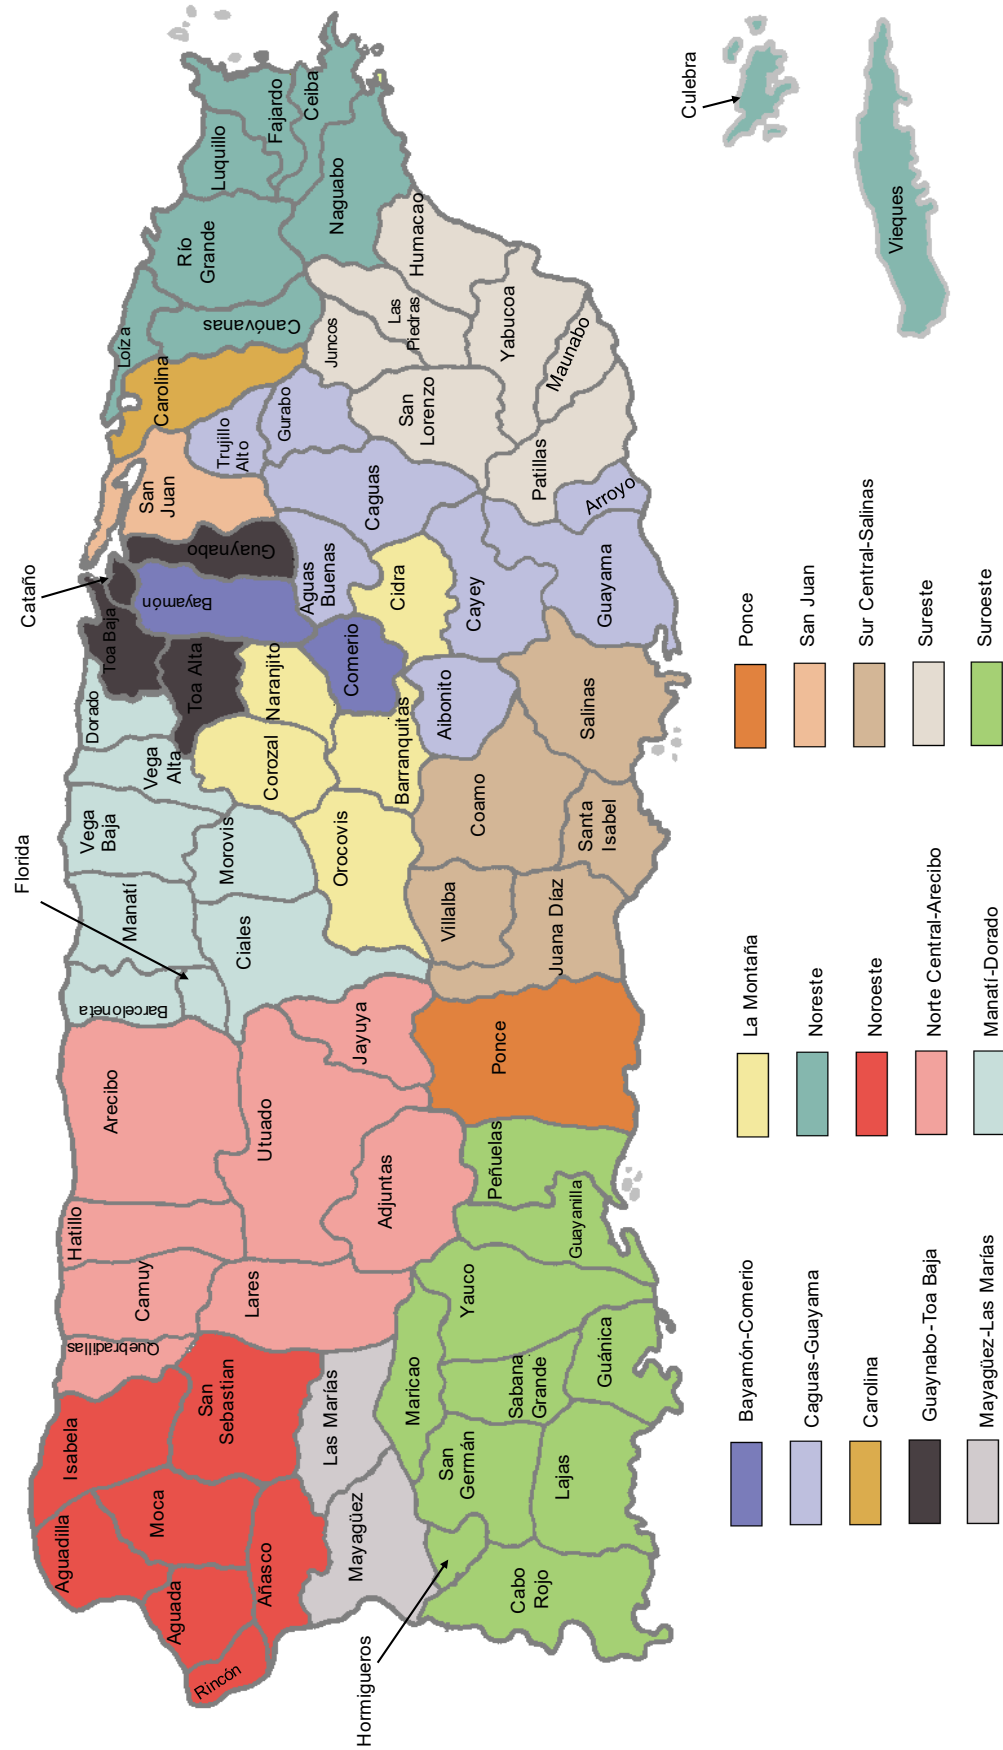 Isabela
Aguadilla
Moca
Aguada
Rincón
Añasco
San
Sebastian
Quebradillas
Camuy
Hatillo
Lares
Arecibo
Utuado
Adjuntas
Jayuya
Florida
Barceloneta
Manatí
Ciales
Vega
Baja
Morovis
Vega
Alta
Dorado
Toa Baja
Toa Alta
Cataño
Bayamón
Guaynabo
San
Juan
Trujillo
Alto
Carolina
Loíza
Canóvanas
Río
Grande
Luquillo
Fajardo
Ceiba
Naguabo
Culebra
Vieques
Las Marías
Mayagüez
Hormigueros
Cabo
Rojo
San
Germán
Lajas
Maricao
Sabana
Grande
Guánica
Yauco
Guayanilla
Peñuelas
Ponce
Juana Díaz
Villalba
Orocovis
Corozal
Naranjito
Barranquitas
Comerio
Coamo
Santa
Isabel
Salinas
Aibonito
Cidra
Aguas
Buenas
Cayey
Guayama
Caguas
Gurabo
Arroyo
Patillas
San
Lorenzo
Juncos
Las
Piedras
Humacao
Yabucoa
Maunabo
Bayamón-Comerio
Caguas-Guayama
Carolina
Guaynabo-Toa Baja
Mayagüez-Las Marías
La Montaña
Noreste
Noroeste
Norte Central-Arecibo
Manatí-Dorado
Ponce
San Juan
Sur Central-Salinas
Sureste
Suroeste